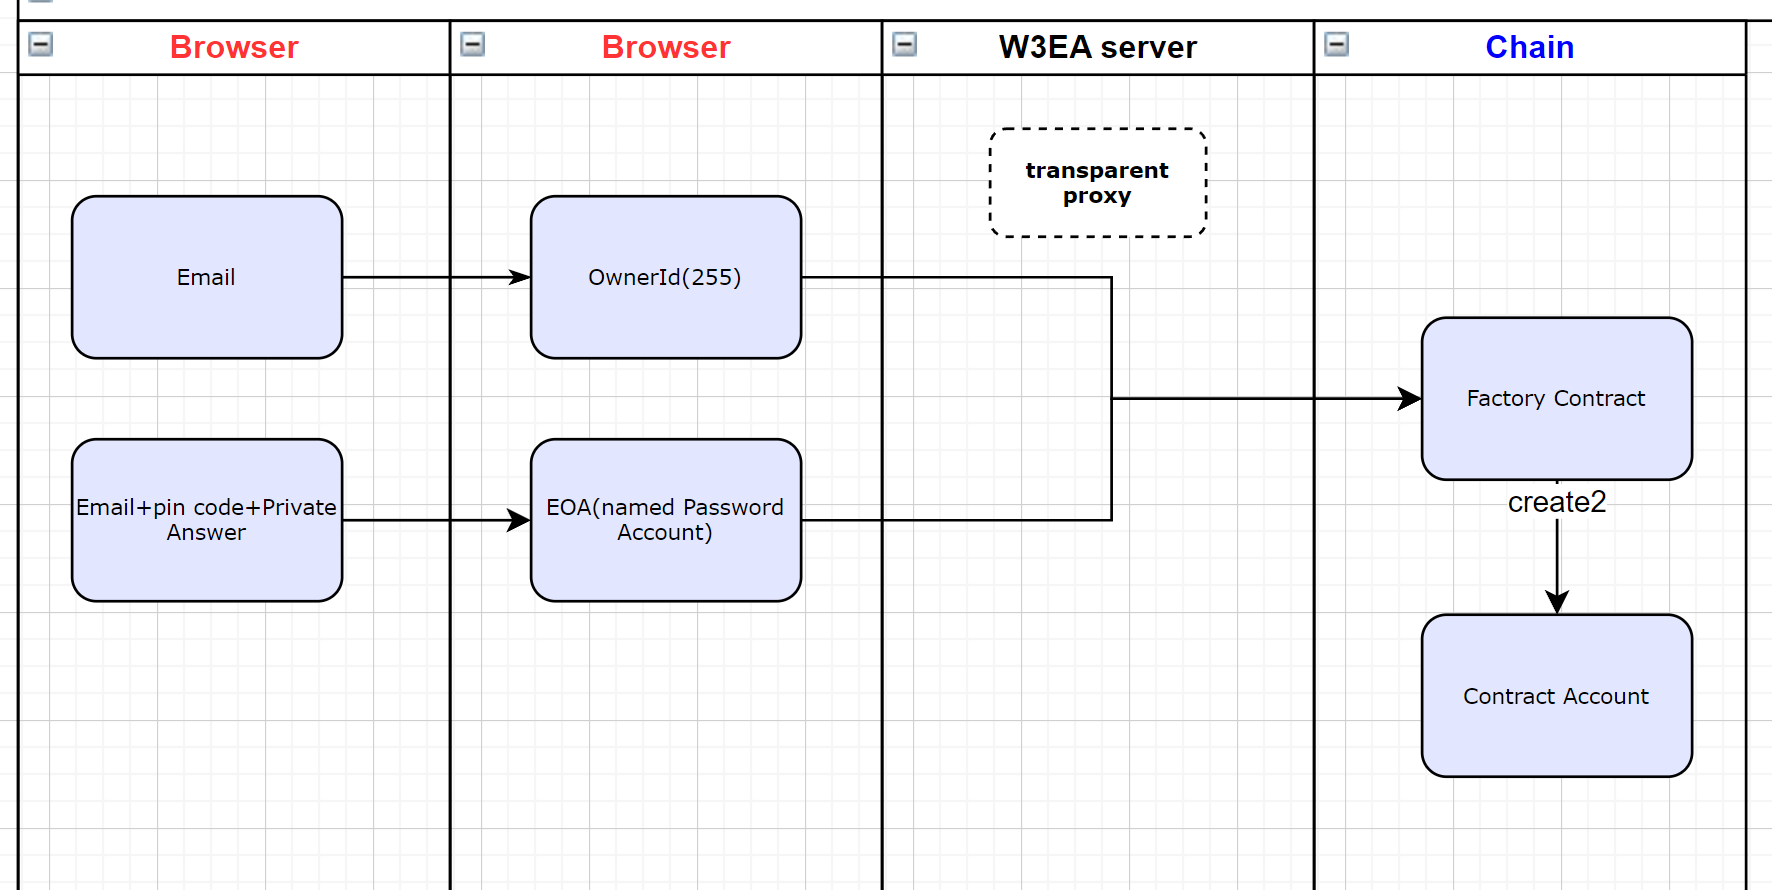 Browser
Browser
W3EA server
Chain
transparent
proxy
Email
OwnerId(255)
Factory Contract
Email+pin code+Private
Answer
EOA(named Password
Account)
create2
Contract Account